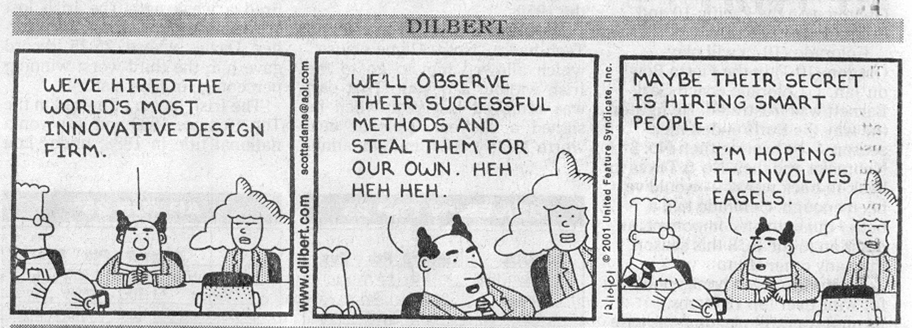 DILBERT
WE'VE HIRED THE
WORLD'S MOST
INNOVATIVE DESIGN
FIRM.
www.dilbert.com scottadams@aol.com
WE'LL OBSERVE
THEIR SUCCESSFUL
METHODS AND
STEAL THEM FOR
OUR OWN. HEH
HEH HEH.
12/10/01 © 2001 United Feature Syndicate, Inc.
MAYBE THEIR SECRET
IS HIRING SMART
PEOPLE.
I'M HOPING
IT INVOLVES
EASELS.